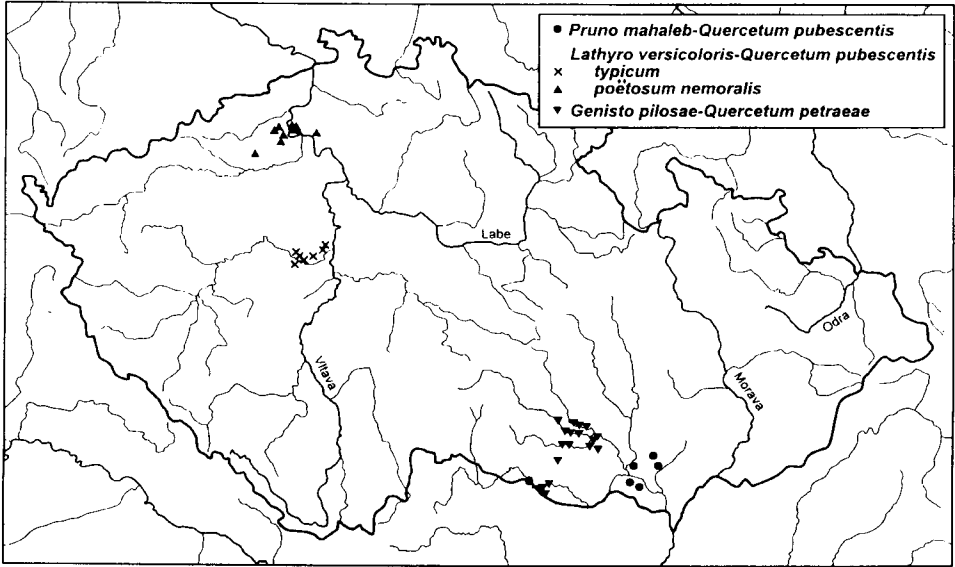 Pruno mahaleb-Quercetum pubescentis
Lathyro versicoloris-Quercetum pubescentis
typicum
poëtosum nemoralis
Genisto pilosae-Quercetum petraeae
Labe
Odra
Vltava
Morava